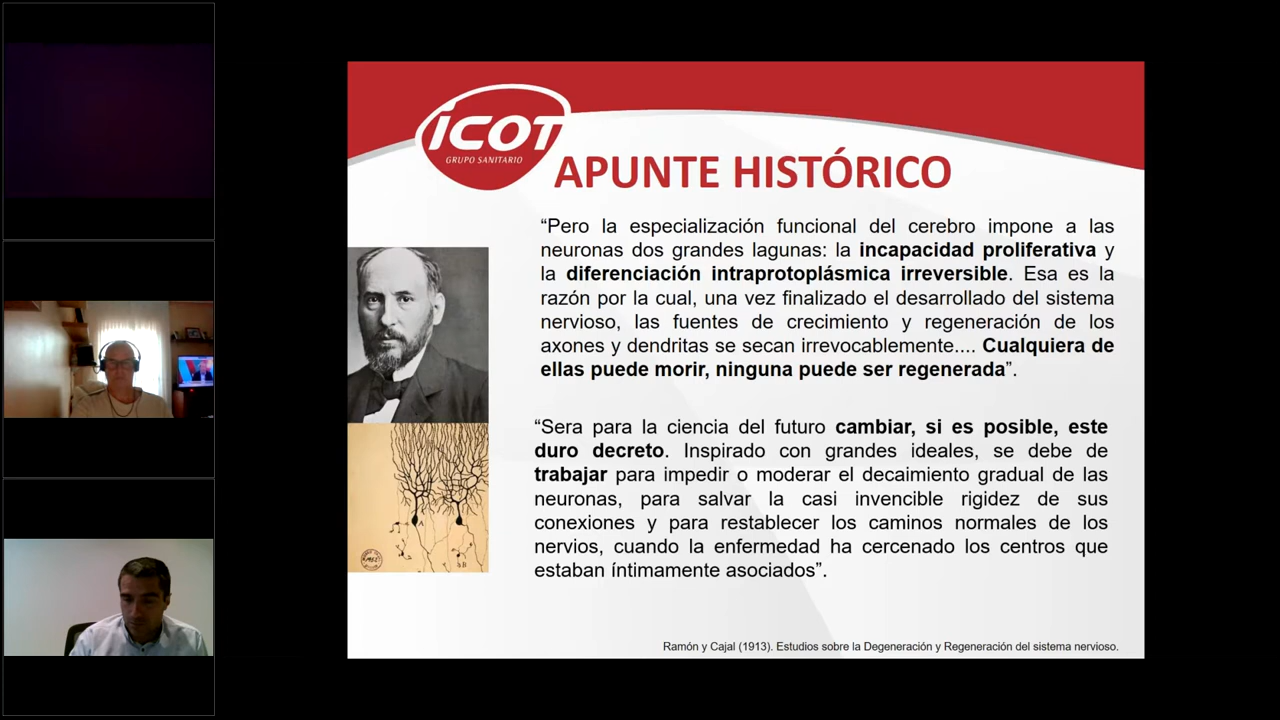 iCOT
GRUPO SANITARIO
APUNTE HISTÓRICO
“Pero la especialización funcional del cerebro impone a las
neuronas dos grandes lagunas: la incapacidad proliferativa y
la diferenciación intraprotoplásmica irreversible. Esa es la
razón por la cual, una vez finalizado el desarrollado del sistema
nervioso, las fuentes de crecimiento y regeneración de los
axones y dendritas se secan irrevocablemente.... Cualquiera de
ellas puede morir, ninguna puede ser regenerada”.
“Sera para la ciencia del futuro cambiar, si es posible, este
duro decreto. Inspirado con grandes ideales, se debe de
trabajar para impedir o moderar el decaimiento gradual de las
neuronas, para salvar la casi invencible rigidez de sus
conexiones y para restablecer los caminos normales de los
nervios, cuando la enfermedad ha cercenado los centros que
estaban íntimamente asociados”.
Ramón y Cajal (1913). Estudios sobre la Degeneración y Regeneración del sistema nervioso.